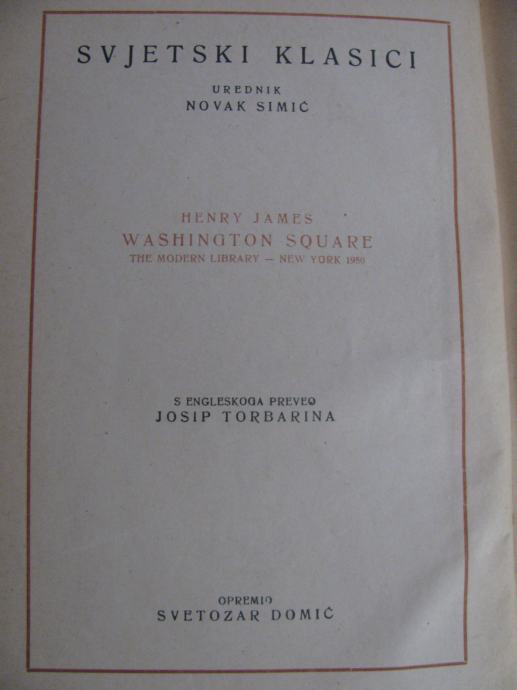 SVJETSKI KLASICI
UREDNIK
NOVAK SIMIĆ
HENRY JAMES
WASHINGTON SQUARE
THE MODERN LIBRARY — NEW YORK 1950
S ENGLESKOGA PREVEO
JOSIP TORBARINA
OPREMIO
SVETOZAR DOMIĆ